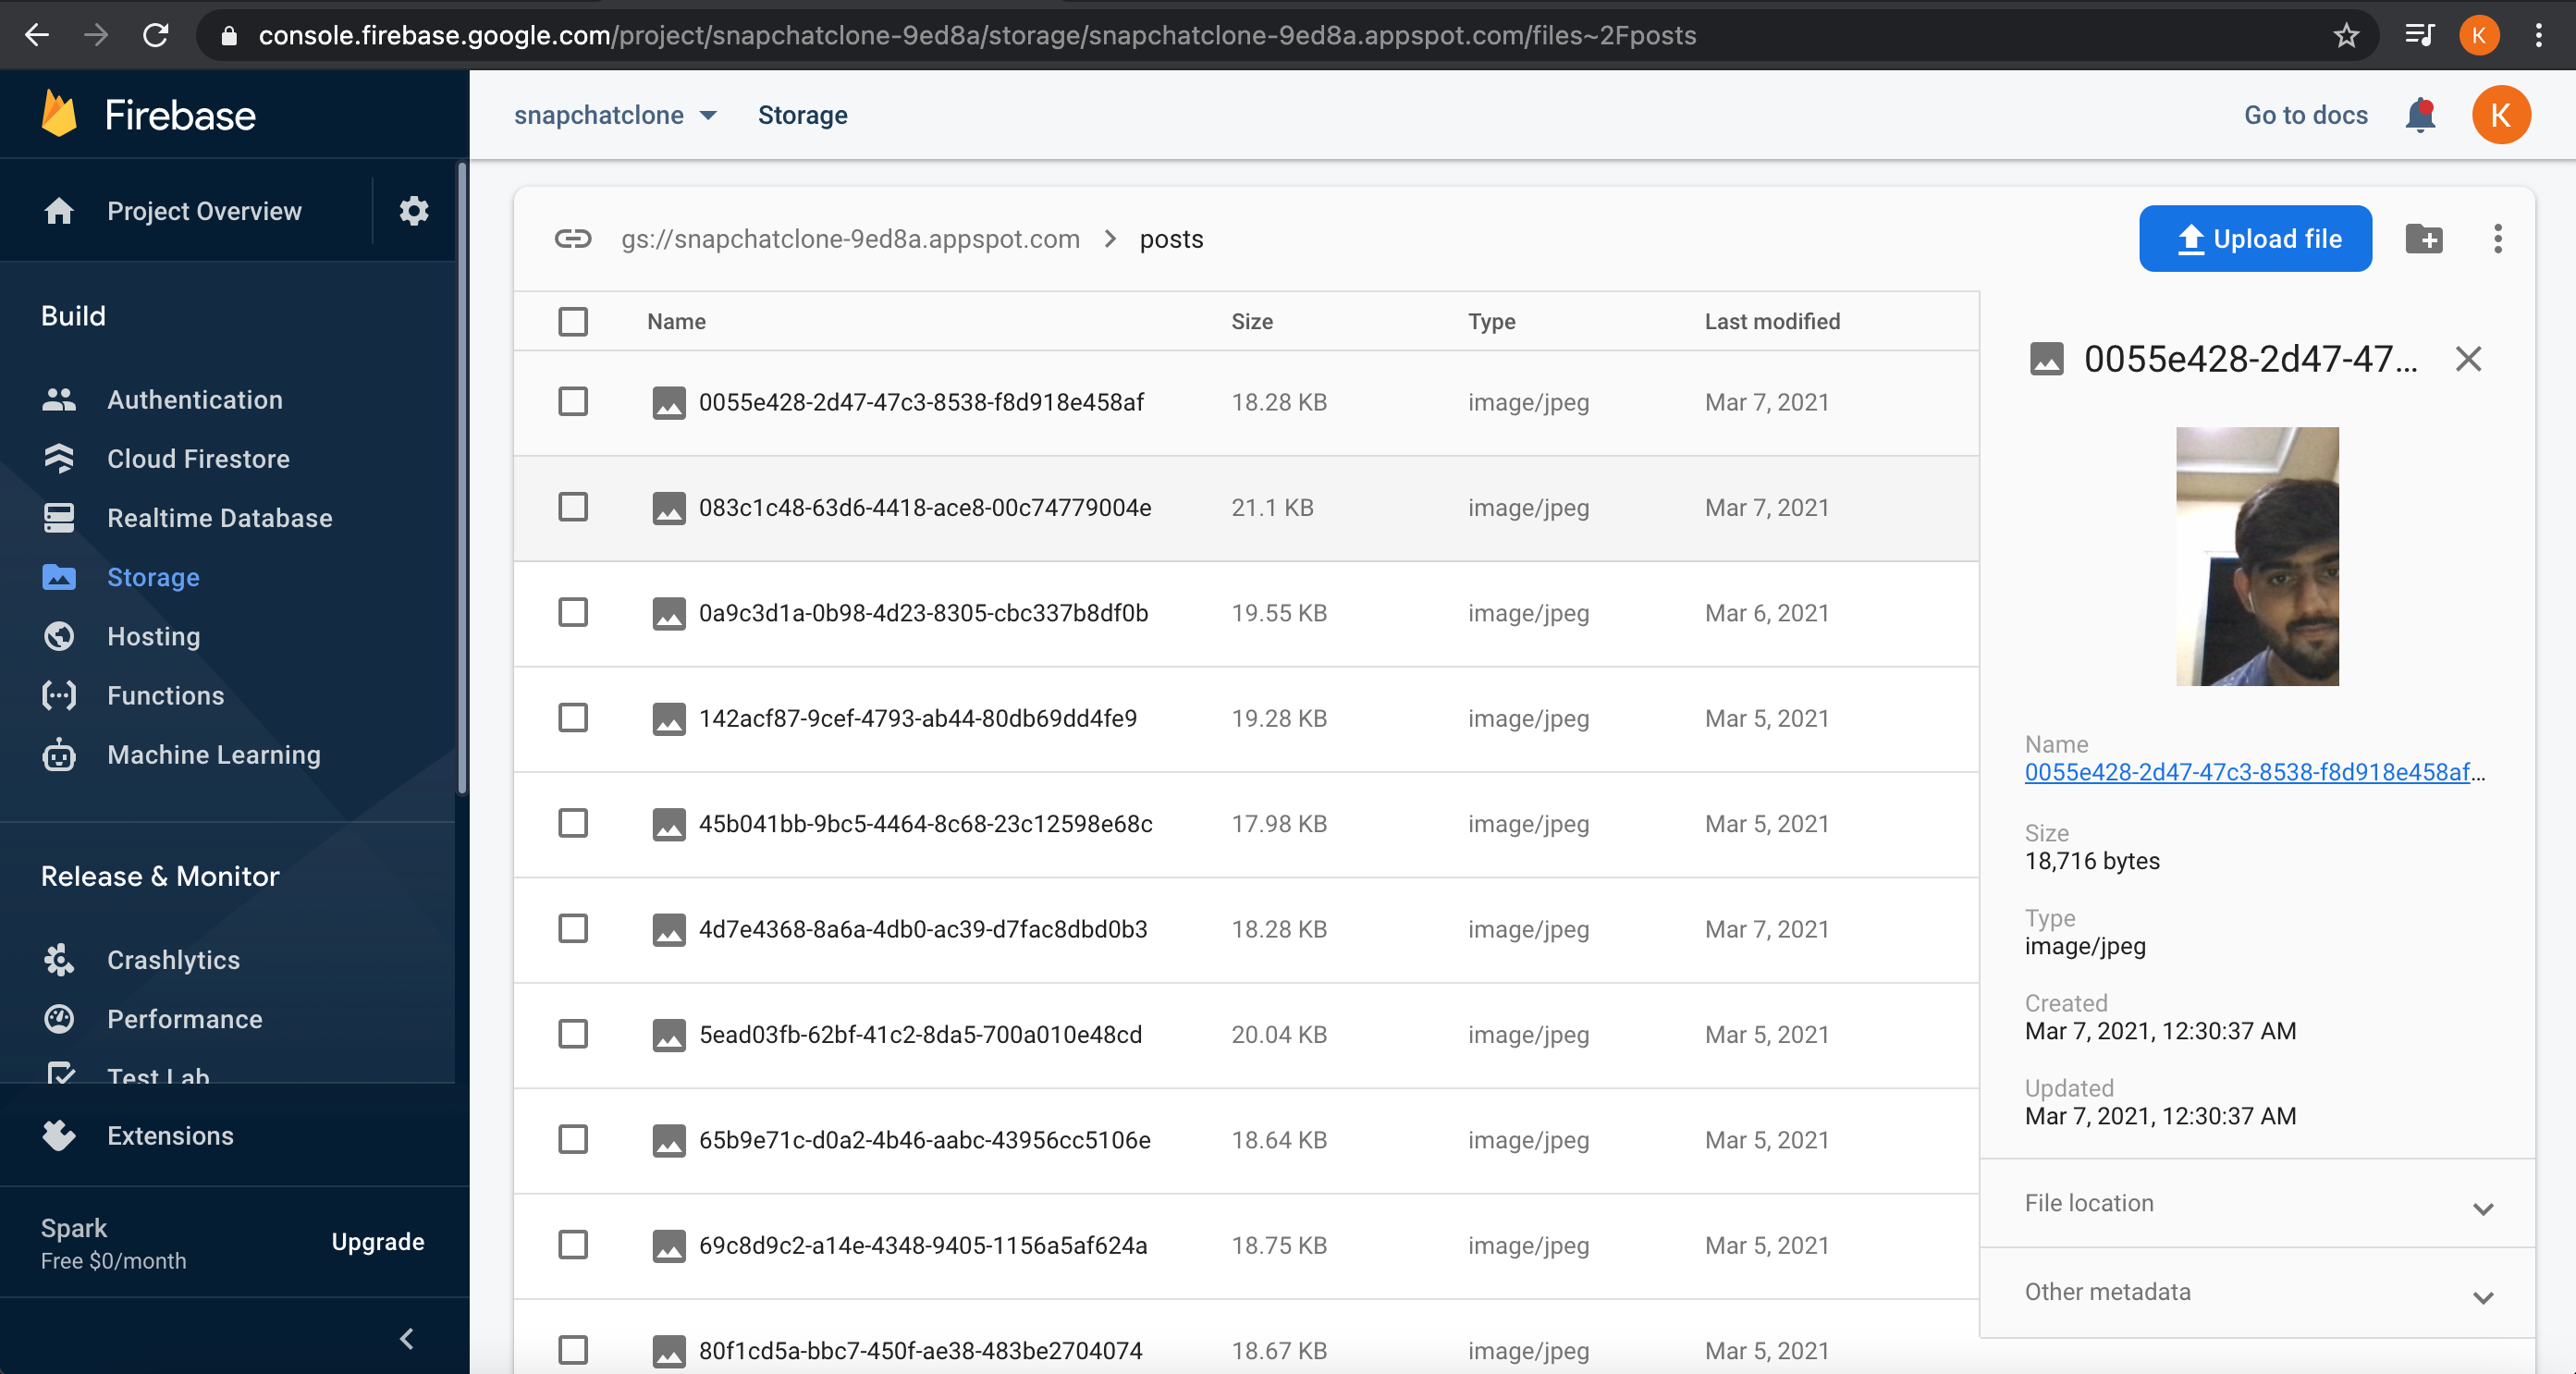 console.firebase.google.com/project/snapchatclone-9ed8a/storage/snapchatclone-9ed8a.appspot.com/files~2Fposts
K
Firebase
snapchatclone Storage Go to docs K
Project Overview
gs://snapchatclone-9ed8a.appspot.com > posts Upload file
Build
Authentication
Cloud Firestore
Realtime Database
Storage
Hosting
Functions
Machine Learning
Release & Monitor
Crashlytics
Performance
Test Lab
Extensions
Spark
Free $0/month
Upgrade
Name Size Type Last modified
0055e428-2d47-47c3-8538-f8d918e458af 18.28 KB image/jpeg Mar 7, 2021
083c1c48-63d6-4418-ace8-00c74779004e 21.1 KB image/jpeg Mar 7, 2021
0a9c3d1a-0b98-4d23-8305-cbc337b8df0b 19.55 KB image/jpeg Mar 6, 2021
142acf87-9cef-4793-ab44-80db69dd4fe9 19.28 KB image/jpeg Mar 5, 2021
45b041bb-9bc5-4464-8c68-23c12598e68c 17.98 KB image/jpeg Mar 5, 2021
4d7e4368-8a6a-4db0-ac39-d7fac8dbd0b3 18.28 KB image/jpeg Mar 7, 2021
5ead03fb-62bf-41c2-8da5-700a010e48cd 20.04 KB image/jpeg Mar 5, 2021
65b9e71c-d0a2-4b46-aabc-43956cc5106e 18.64 KB image/jpeg Mar 5, 2021
69c8d9c2-a14e-4348-9405-1156a5af624a 18.75 KB image/jpeg Mar 5, 2021
80f1cd5a-bbc7-450f-ae38-483be2704074 18.67 KB image/jpeg Mar 5, 2021
0055e428-2d47-47...
Name
0055e428-2d47-47c3-8538-f8d918e458af...
Size
18,716 bytes
Type
image/jpeg
Created
Mar 7, 2021, 12:30:37 AM
Updated
Mar 7, 2021, 12:30:37 AM
File location
Other metadata